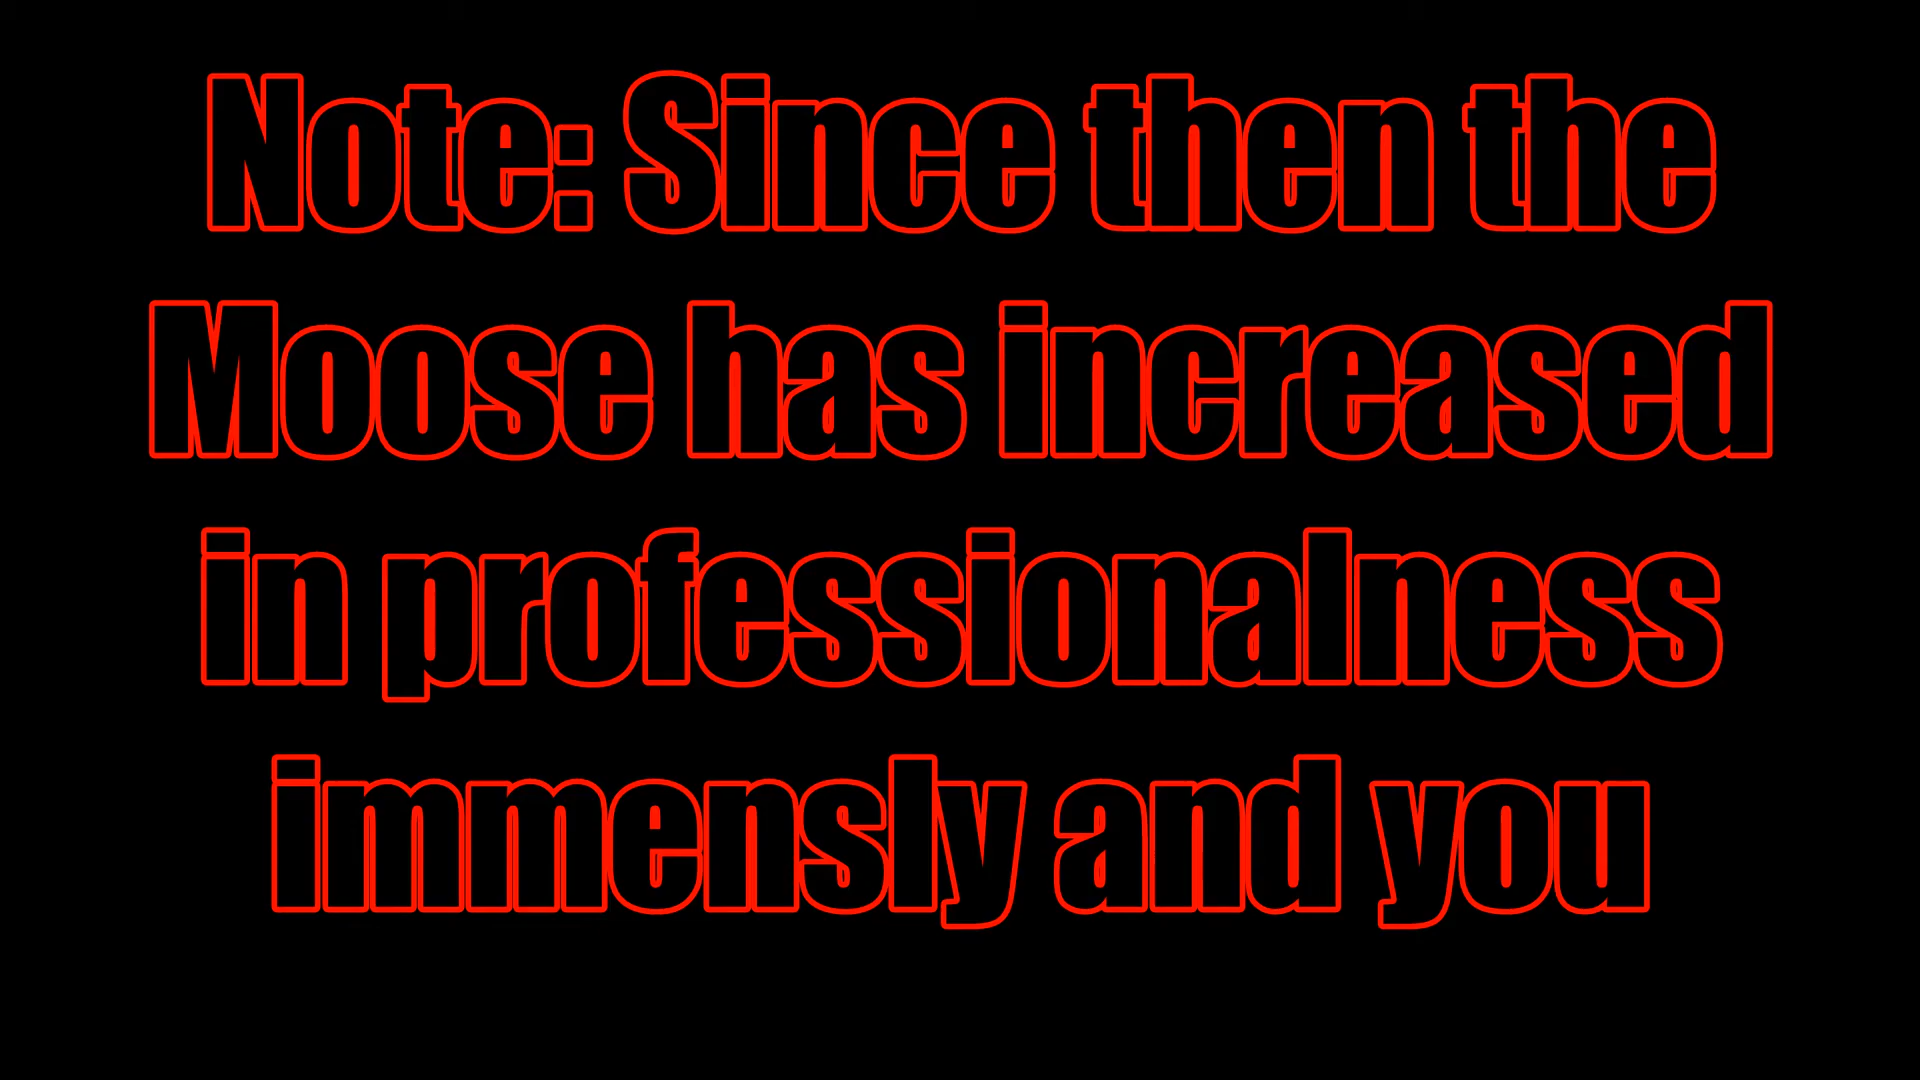 Note: Since then the
Moose has increased
in professionalness
immensly and you